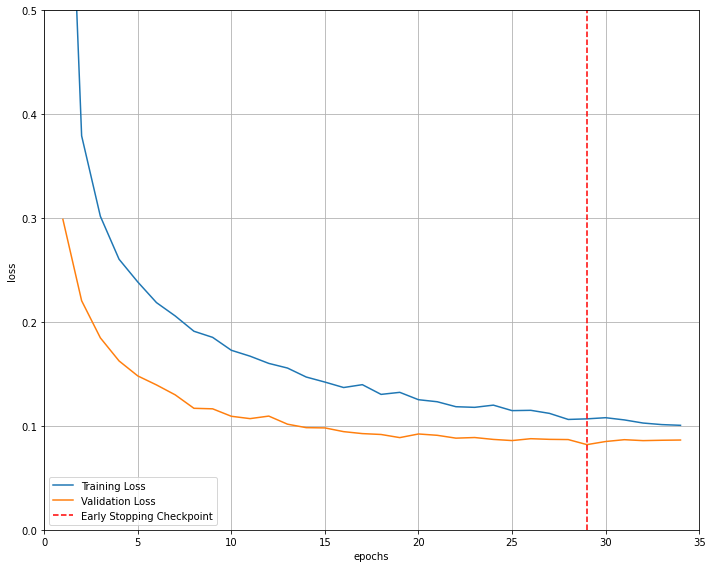 0.5
0.4
0.3
0.2
0.1
0.0
loss
Training Loss
Validation Loss
Early Stopping Checkpoint
0 5 10 15 20 25 30 35
epochs